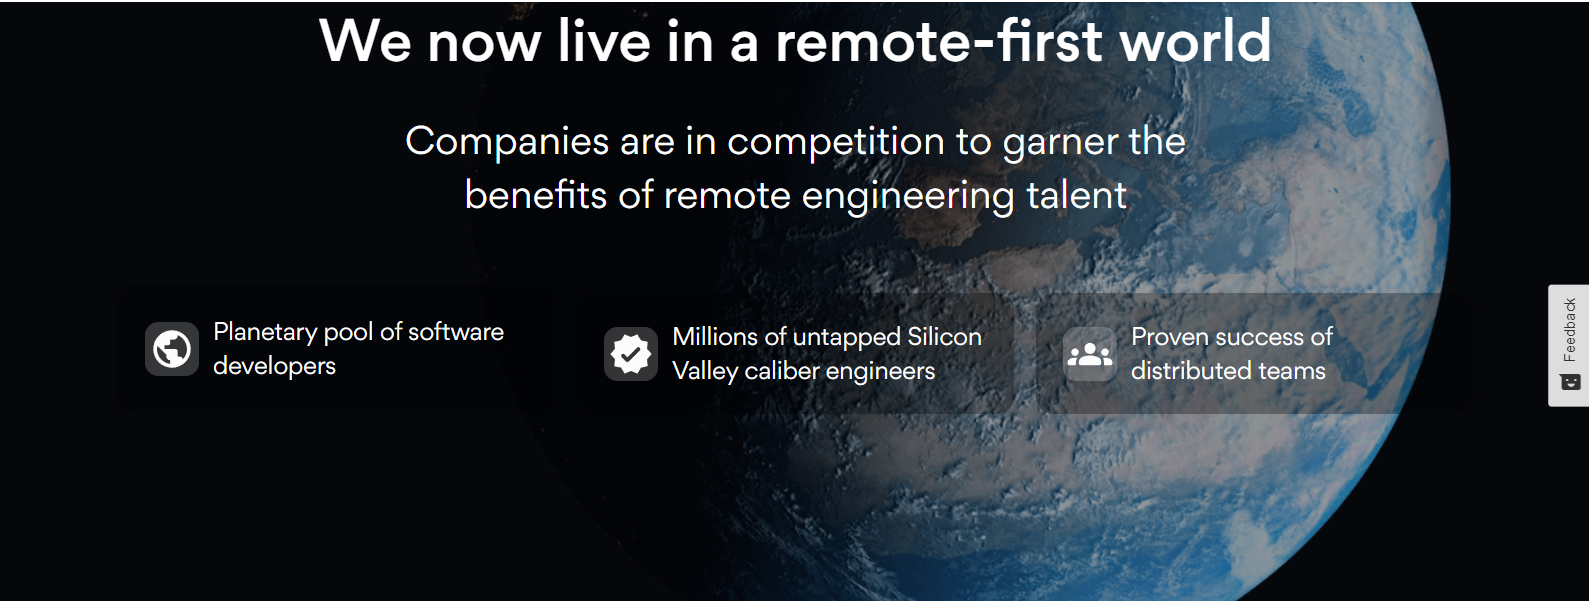 We now live in a remote-first world
Companies are in competition to garner the
benefits of remote engineering talent
Planetary pool of software
developers
Millions of untapped Silicon
Valley caliber engineers
Proven success of
distributed teams
Feedback